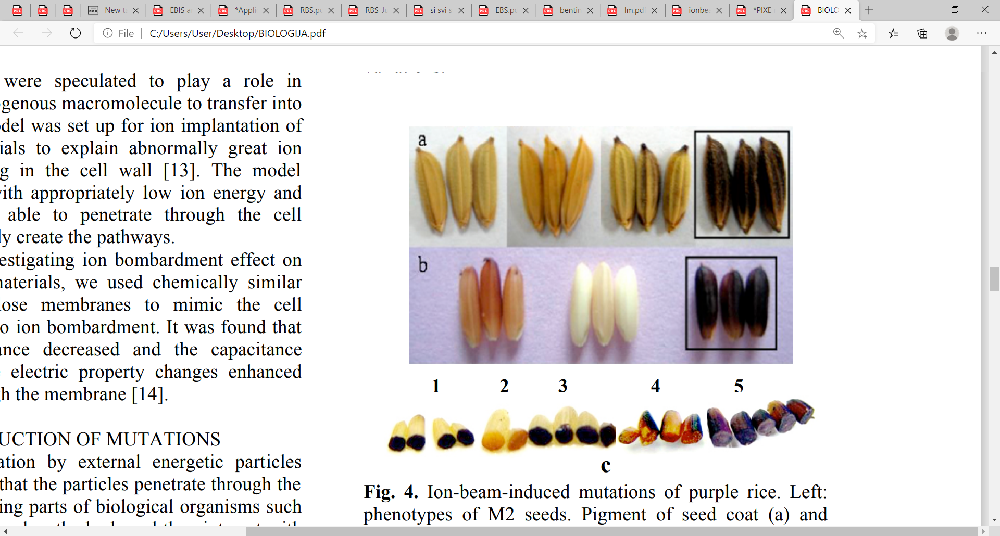 New ta
EBIS a
*Appli
RBS.pd
RBS_Ju
si svi s
EBS.pd
bentin
Im.pdf
ionbea
*PIXE
BIOLO
File
C:/Users/User/Desktop/BIOLOGIJA.pdf
were speculated to play a role in
genous macromolecule to transfer into
del was set up for ion implantation of
ials to explain abnormally great ion
g in the cell wall [13]. The model
ith appropriately low ion energy and
able to penetrate through the cell
ly create the pathways.
estigating ion bombardment effect on
aterials, we used chemically similar
ose membranes to mimic the cell
o ion bombardment. It was found that
ance decreased and the capacitance
electric property changes enhanced
gh the membrane [14].
UCTION OF MUTATIONS
ation by external energetic particles
that the particles penetrate through the
ing parts of biological organisms such
a
b
1 2 3 4 5
c
Fig. 4. Ion-beam-induced mutations of purple rice. Left:
phenotypes of M2 seeds. Pigment of seed coat (a) and